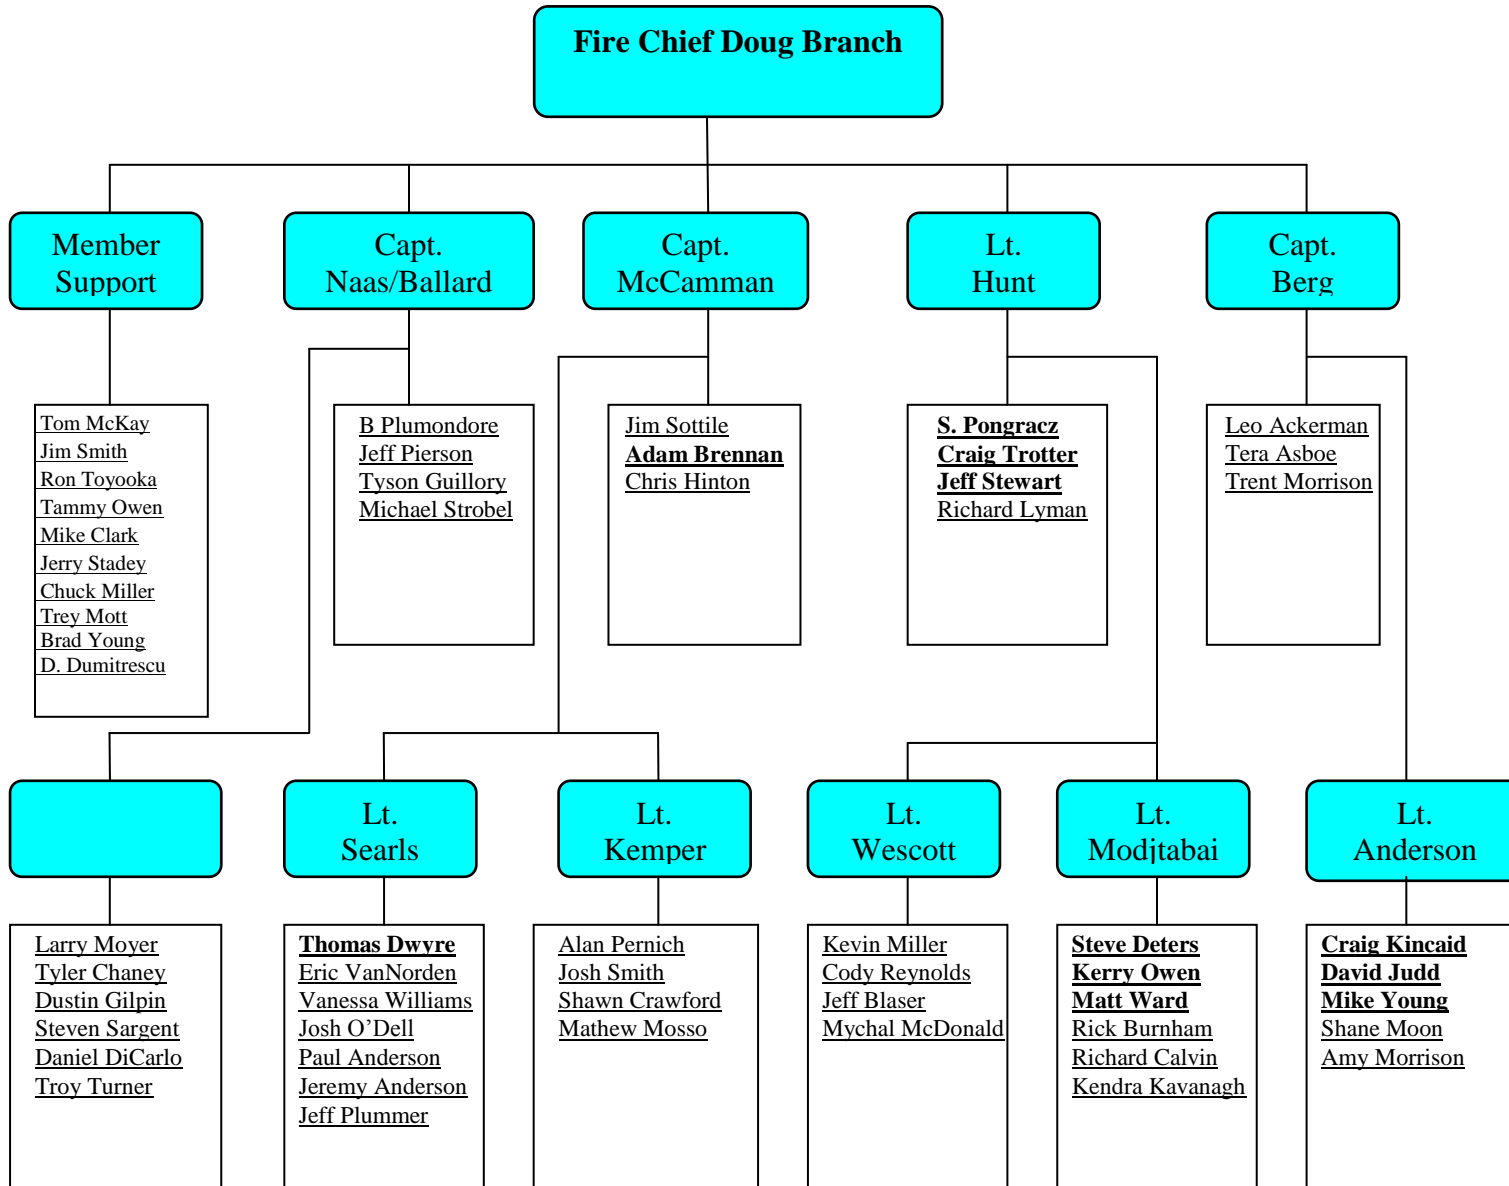 Fire Chief Doug Branch
Member
Support
Capt.
Naas/Ballard
Capt.
McCamman
Lt.
Hunt
Capt.
Berg
Tom McKay
Jim Smith
Ron Toyooka
Tammy Owen
Mike Clark
Jerry Stadey
Chuck Miller
Trey Mott
Brad Young
D. Dumitrescu
B Plumondore
Jeff Pierson
Tyson Guillory
Michael Strobel
Jim Sottile
Adam Brennan
Chris Hinton
S. Pongracz
Craig Trotter
Jeff Stewart
Richard Lyman
Leo Ackerman
Tera Asboe
Trent Morrison
Lt.
Searls
Lt.
Kemper
Lt.
Wescott
Lt.
Modjtabai
Lt.
Anderson
Larry Moyer
Tyler Chaney
Dustin Gilpin
Steven Sargent
Daniel DiCarlo
Troy Turner
Thomas Dwyre
Eric VanNorden
Vanessa Williams
Josh O’Dell
Paul Anderson
Jeremy Anderson
Jeff Plummer
Alan Pernich
Josh Smith
Shawn Crawford
Mathew Mosso
Kevin Miller
Cody Reynolds
Jeff Blaser
Mychal McDonald
Steve Deters
Kerry Owen
Matt Ward
Rick Burnham
Richard Calvin
Kendra Kavanagh
Craig Kincaid
David Judd
Mike Young
Shane Moon
Amy Morrison